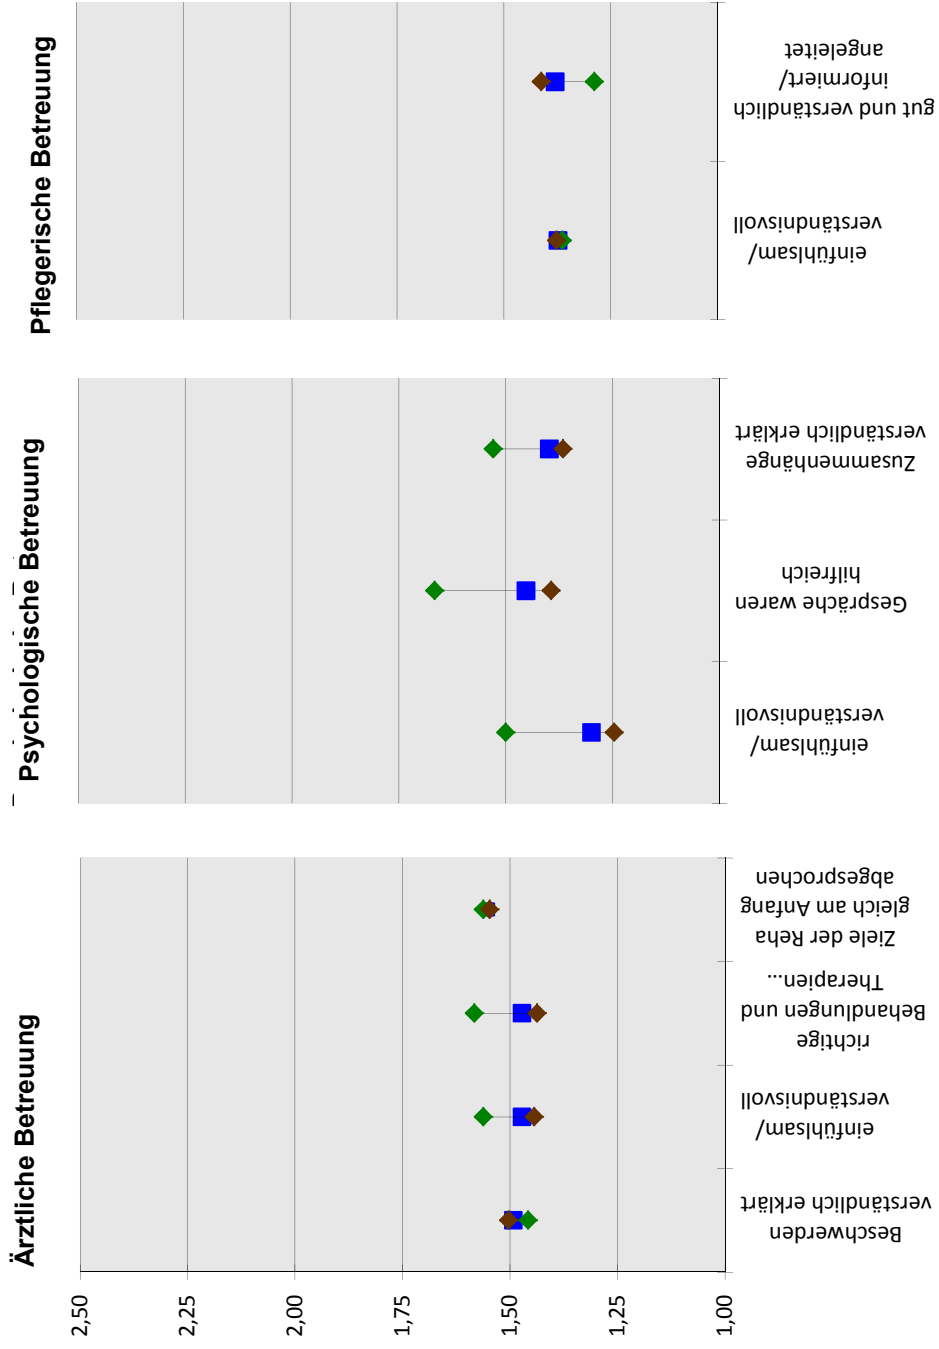 Ärztliche Betreuung
2,50
2,25
2,00
1,75
1,50
1,25
1,00
Beschwerden
verständlich erklärt
einfühlsam/
verständnisvoll
richtige
Behandlungen und
Therapien...
Ziele der Reha
gleich am Anfang
abgesprochen
Psychologische Betreuung
einfühlsam/
verständnisvoll
Gespräche waren
hilfreich
Zusammenhänge
verständlich erklärt
Pflegerische Betreuung
einfühlsam/
verständnisvoll
gut und verständlich
informiert/
angeleitet